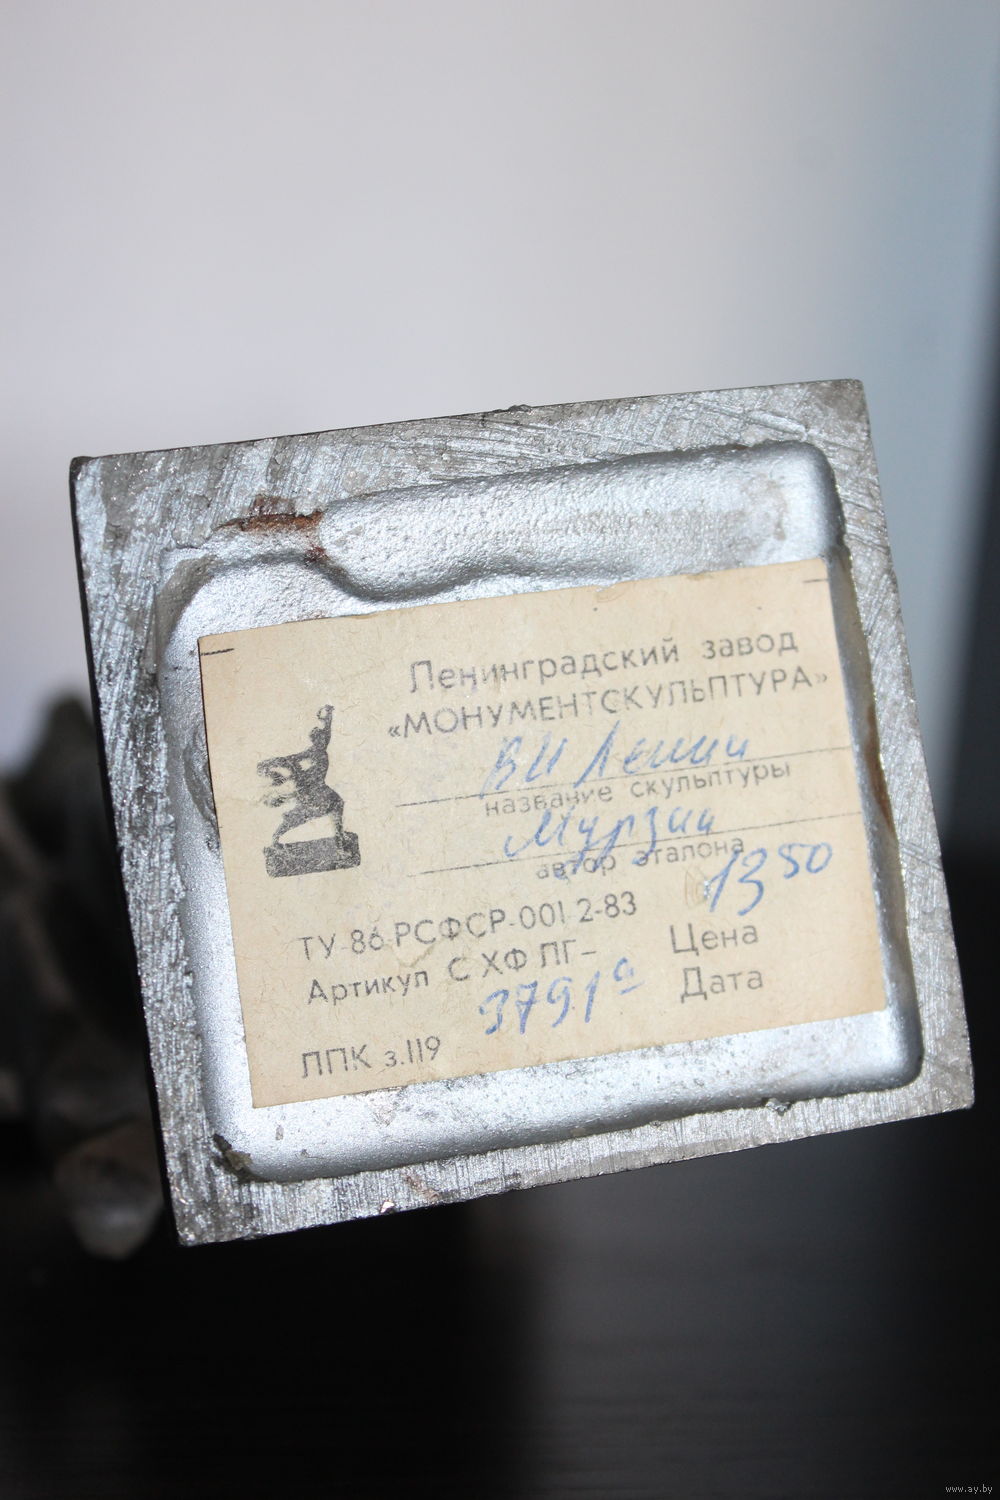 Ленинградский завод
«МОНУМЕНТСКУЛЬПТУРА»
ВИ Ленин
название скульптуры
Мурзин
автор эталона
13 50
ТУ 86 РСФСР-001 2-83
Цена
Артикул С ХФ ЛГ-
3791а
Дата
ЛПК з.119
www.ay.by